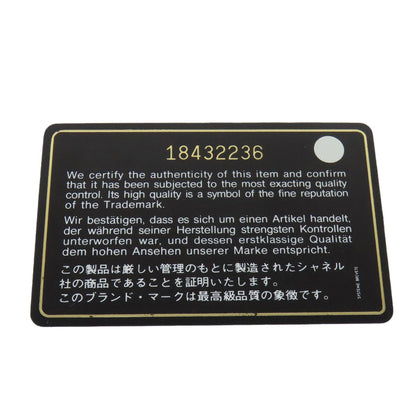 18432236
We certify the authenticity of this item and confirm
that it has been subjected to the most exacting quality
control. Its high quality is a symbol of the fine reputation
of the Trademark.
Wir bestätigen, dass es sich um einen Artikel handelt,
der während seiner Herstellung strengsten Kontrollen
unterworfen war, und dessen erstklassige Qualität
dem hohen Ansehen unserer Marke entspricht.
この製品は厳しい管理のもとに製造されたシャネル
社の商品であることを証明いたします。
このブランド・マークは最高級品質の象徴です。